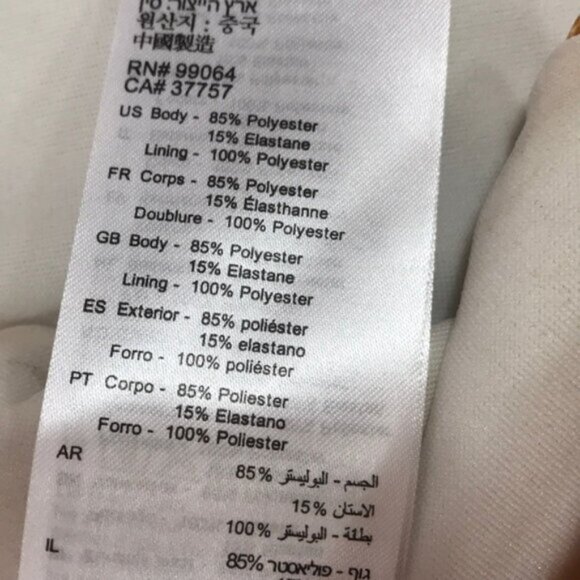 ארץ הייצור: סין
원산지 : 중국
中國製造
RN# 99064
CA# 37757
US Body - 85% Polyester
15% Elastane
Lining - 100% Polyester
FR Corps - 85% Polyester
15% Élasthanne
Doublure - 100% Polyester
GB Body - 85% Polyester
15% Elastane
Lining - 100% Polyester
ES Exterior - 85% poliéster
15% elastano
Forro - 100% poliéster
PT Corpo - 85% Poliester
15% Elastano
Forro - 100% Poliester
AR
الجسم - البوليستر 85%
الاستان 15%
بطانة - البوليستر 100%
IL
גוף - פוליאסטר 85%